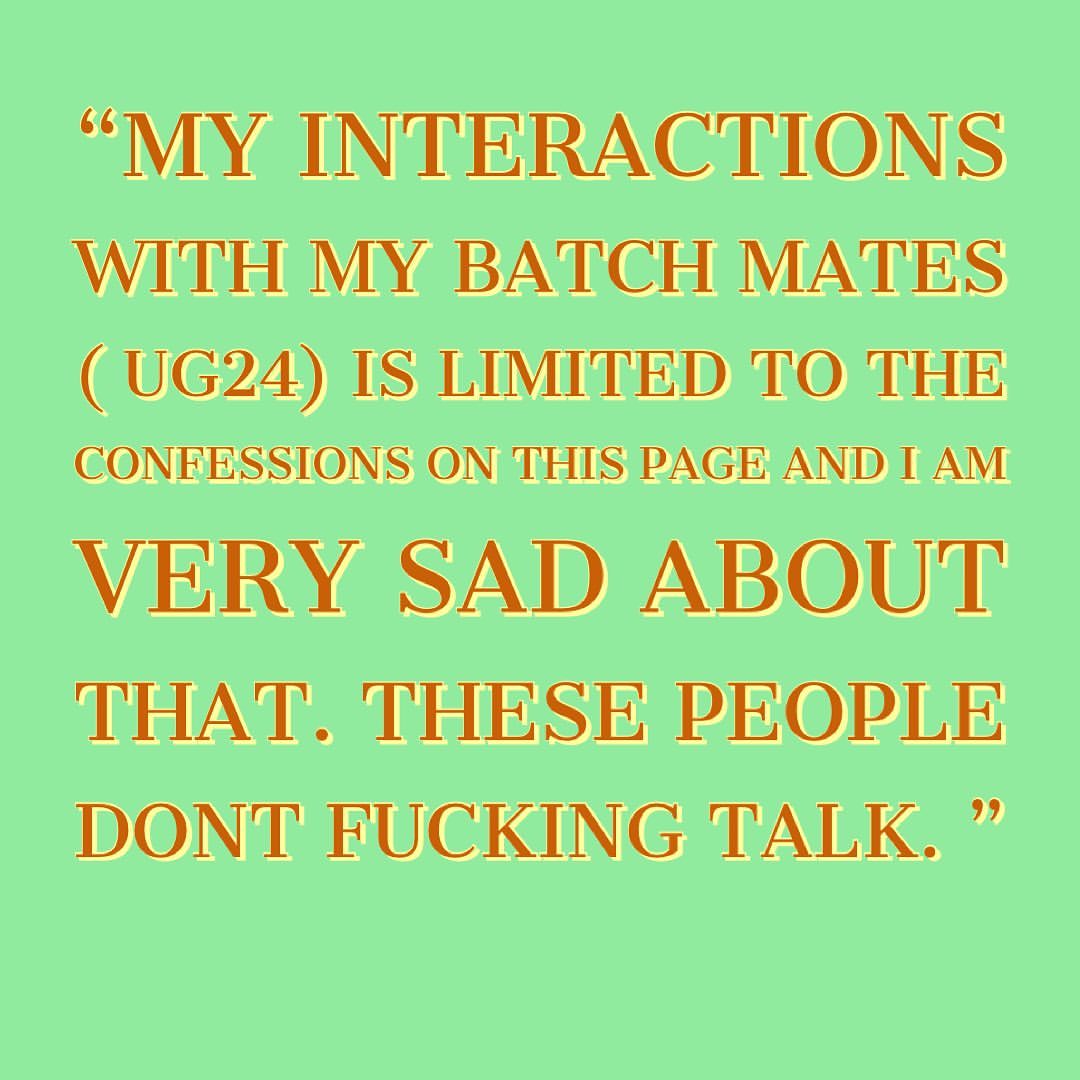 “MY INTERACTIONS
WITH MY BATCH MATES
( UG24) IS LIMITED TO THE
CONFESSIONS ON THIS PAGE AND I AM
VERY SAD ABOUT
THAT. THESE PEOPLE
DONT FUCKING TALK. ”